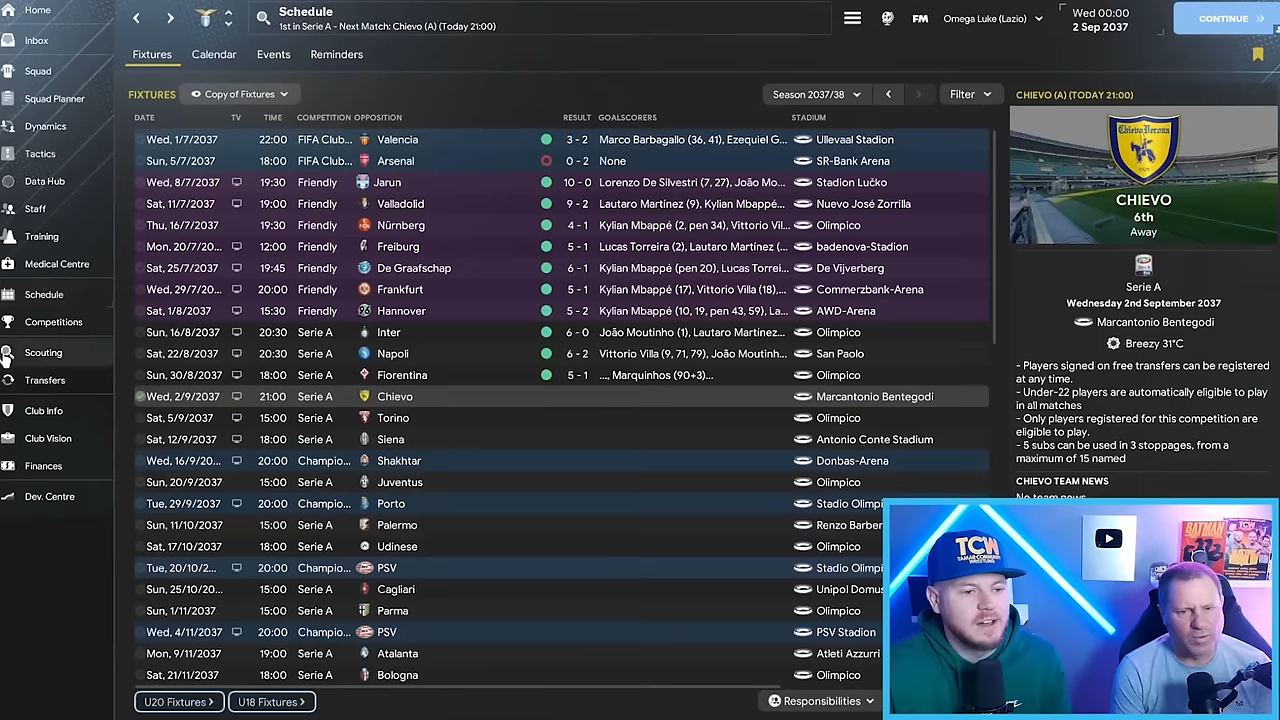 Home
Inbox
Squad
Squad Planner
Dynamics
Tactics
Data Hub
Staff
Training
Medical Centre
Schedule
Competitions
Scouting
Transfers
Club Info
Club Vision
Finances
Dev. Centre
Schedule
1st in Serie A - Next Match: Chievo (A) (Today 21:00)
FM
Omega Luke (Lazio)
Wed 00:00
2 Sep 2037
CONTINUE
Fixtures Calendar Events Reminders
FIXTURES Copy of Fixtures
Season 2037/38
Filter
DATE TV TIME COMPETITION OPPOSITION RESULT GOALSCORERS STADIUM
Wed, 1/7/2037 22:00 FIFA Club... Valencia 3 - 2 Marco Barbagallo (36, 41), Ezequiel G... Ullevaal Stadion
Sun, 5/7/2037 18:00 FIFA Club... Arsenal 0 - 2 None SR-Bank Arena
Wed, 8/7/2037 19:30 Friendly Jarun 10 - 0 Lorenzo De Silvestri (7, 27), João Mo... Stadion Lučko
Sat, 11/7/2037 19:00 Friendly Valladolid 9 - 2 Lautaro Martínez (9), Kylian Mbappé... Nuevo José Zorrilla
Thu, 16/7/2037 19:30 Friendly Nürnberg 4 - 1 Kylian Mbappé (2, pen 34), Vittorio Vil... Olimpico
Mon, 20/7/20... 12:00 Friendly Freiburg 5 - 1 Lucas Torreira (2), Lautaro Martínez (... badenova-Stadion
Sat, 25/7/2037 19:45 Friendly De Graafschap 6 - 1 Kylian Mbappé (pen 20), Lucas Torrei... De Vijverberg
Wed, 29/7/20... 20:00 Friendly Frankfurt 5 - 1 Kylian Mbappé (17), Vittorio Villa (18),... Commerzbank-Arena
Sat, 1/8/2037 15:30 Friendly Hannover 5 - 2 Kylian Mbappé (10, 19, pen 43, 59), La... AWD-Arena
Sun, 16/8/2037 20:30 Serie A Inter 6 - 0 João Moutinho (1), Lautaro Martínez... Olimpico
Sat, 22/8/2037 20:30 Serie A Napoli 6 - 2 Vittorio Villa (9, 71, 79), João Moutinh... San Paolo
Sun, 30/8/2037 18:00 Serie A Fiorentina 5 - 1 ..., Marquinhos (90+3)... Olimpico
Wed, 2/9/2037 21:00 Serie A Chievo Marcantonio Bentegodi
Sat, 5/9/2037 15:00 Serie A Torino Olimpico
Sat, 12/9/2037 18:00 Serie A Siena Antonio Conte Stadium
Wed, 16/9/20... 20:00 Champio... Shakhtar Donbas-Arena
Sun, 20/9/2037 15:00 Serie A Juventus Olimpico
Tue, 29/9/2037 20:00 Champio... Porto Stadio Olimpi
Sun, 11/10/2037 15:00 Serie A Palermo Renzo Barber
Sat, 17/10/2037 18:00 Serie A Udinese Olimpico
Tue, 20/10/2... 20:00 Champio... PSV Stadio Olimpi
Sun, 25/10/20... 15:00 Serie A Cagliari Unipol Domus
Sun, 1/11/2037 15:00 Serie A Parma Olimpico
Wed, 4/11/2037 20:00 Champio... PSV PSV Stadion
Mon, 9/11/2037 19:00 Serie A Atalanta Atleti Azzurri
Sat, 21/11/2037 18:00 Serie A Bologna Olimpico
U20 Fixtures U18 Fixtures
Responsibilities
CHIEVO (A) (TODAY 21:00)
ChievoVerona
1929
CHIEVO
6th
Away
Serie A
Wednesday 2nd September 2037
Marcantonio Bentegodi
Breezy 31°C
- Players signed on free transfers can be registered
at any time.
- Under-22 players are automatically eligible to play
in all matches
- Only players registered for this competition are
eligible to play.
- 5 subs can be used in 3 stoppages, from a
maximum of 15 named
CHIEVO TEAM NEWS
No team news
TCW
BATMAN
TCW